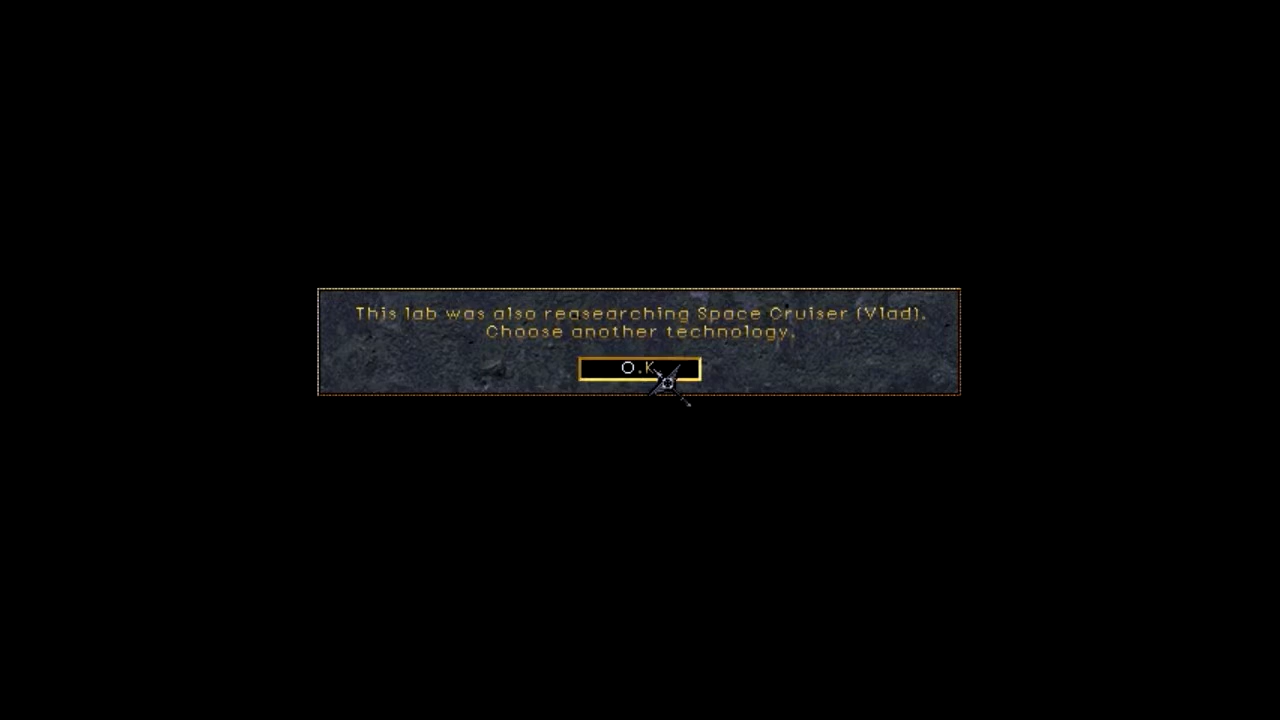 This lab was also reasearching Space Cruiser (Vlad).
Choose another technology.
O.K.